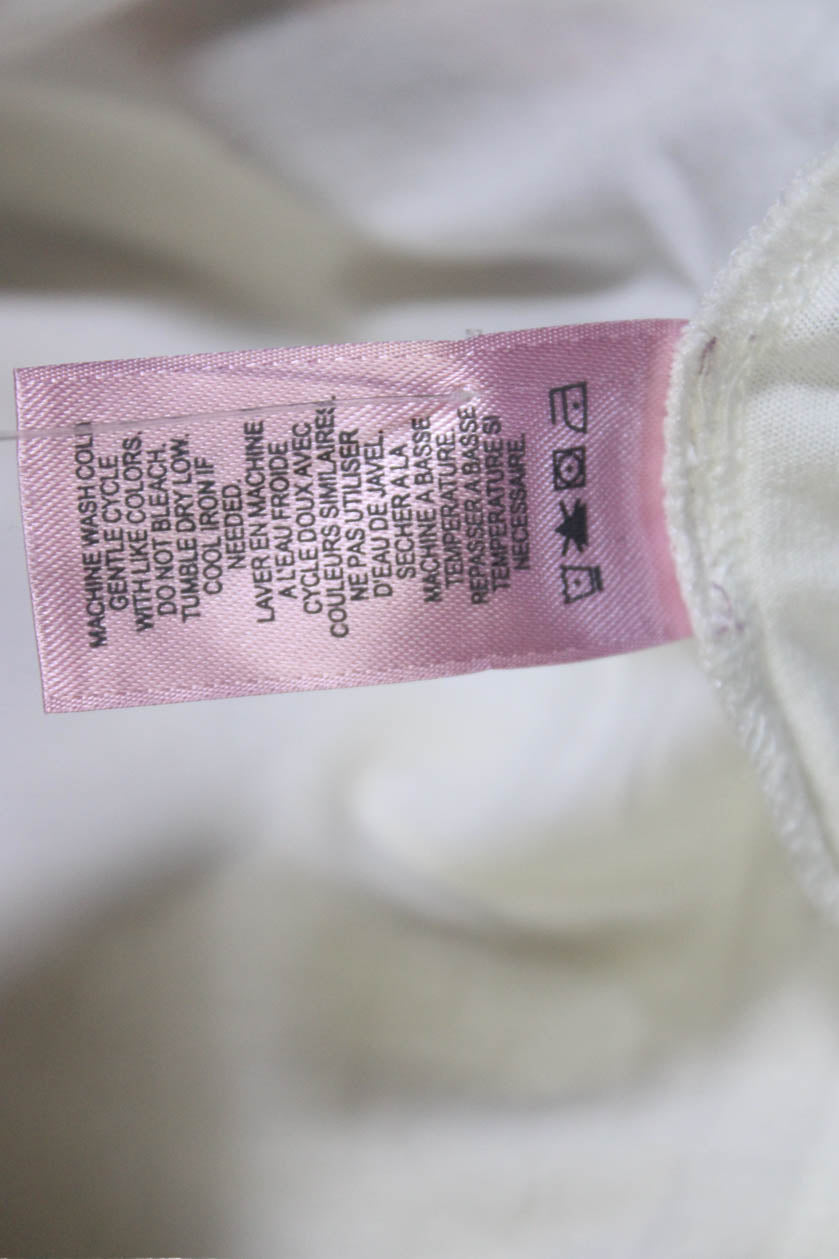 MACHINE WASH COLD
GENTLE CYCLE
WITH LIKE COLORS.
DO NOT BLEACH.
TUMBLE DRY LOW.
COOL IRON IF
NEEDED.
LAVER EN MACHINE
A L'EAU FROIDE
CYCLE DOUX AVEC
COULEURS SIMILAIRES.
NE PAS UTILISER
D'EAU DE JAVEL.
SECHER A LA
MACHINE A BASSE
TEMPERATURE.
REPASSER A BASSE
TEMPERATURE SI
NECESSAIRE.